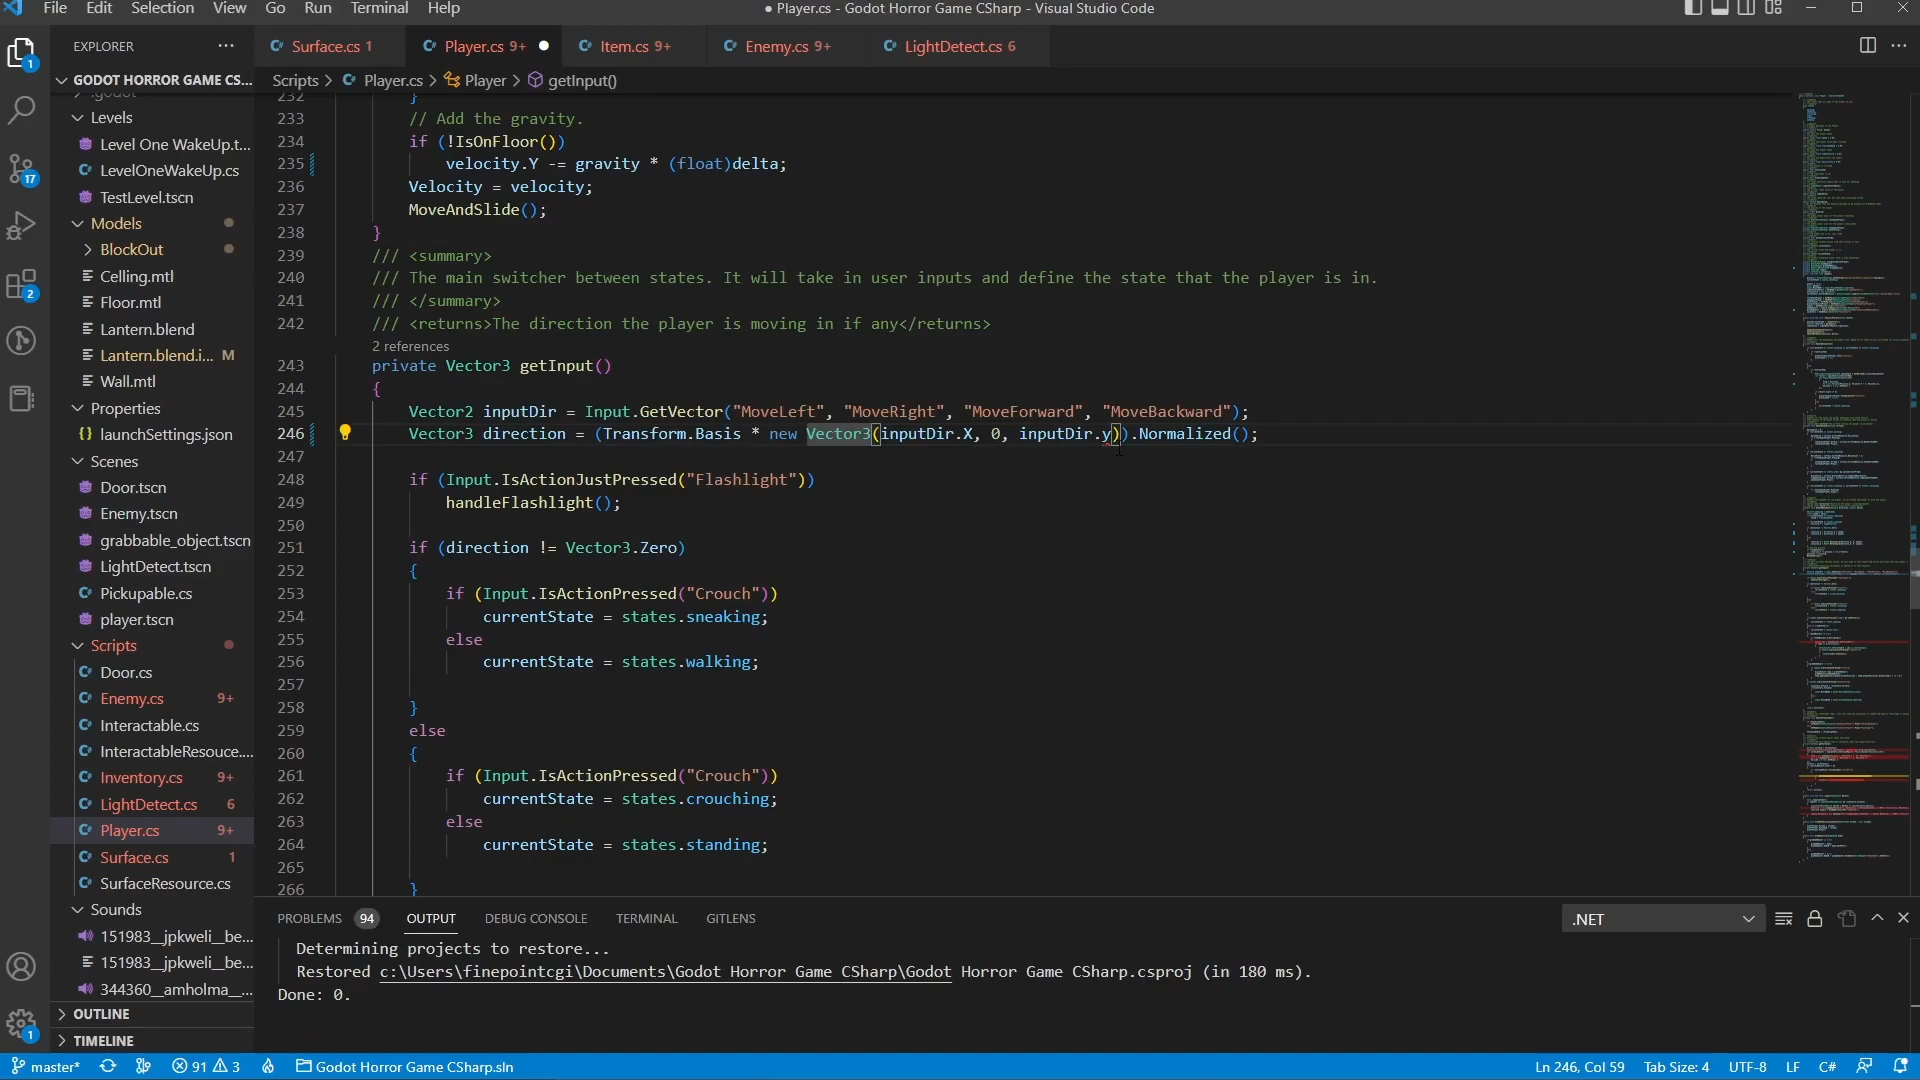 File Edit Selection View Go Run Terminal Help
● Player.cs - Godot Horror Game CSharp - Visual Studio Code
EXPLORER ...
Surface.cs 1 Player.cs 9+ Item.cs 9+ Enemy.cs 9+ LightDetect.cs 6
GODOT HORROR GAME CS...
Scripts > Player.cs > Player > getInput()
.godot
Levels
Level One WakeUp.t...
LevelOneWakeUp.cs
TestLevel.tscn
Models
BlockOut
Celling.mtl
Floor.mtl
Lantern.blend
Lantern.blend.i... M
Wall.mtl
Properties
{} launchSettings.json
Scenes
Door.tscn
Enemy.tscn
grabbable_object.tscn
LightDetect.tscn
Pickupable.cs
player.tscn
Scripts
Door.cs
Enemy.cs 9+
Interactable.cs
InteractableResouce....
Inventory.cs 9+
LightDetect.cs 6
Player.cs 9+
Surface.cs 1
SurfaceResource.cs
Sounds
151983__jpkweli__be...
151983__jpkweli__be...
344360__amholma__...
OUTLINE
TIMELINE
1
17
2
1
232 }
233 // Add the gravity.
234 if (!IsOnFloor())
235 velocity.Y -= gravity * (float)delta;
236 Velocity = velocity;
237 MoveAndSlide();
238 }
239 /// <summary>
240 /// The main switcher between states. It will take in user inputs and define the state that the player is in.
241 /// </summary>
242 /// <returns>The direction the player is moving in if any</returns>
2 references
243 private Vector3 getInput()
244 {
245 Vector2 inputDir = Input.GetVector("MoveLeft", "MoveRight", "MoveForward", "MoveBackward");
246 Vector3 direction = (Transform.Basis * new Vector3(inputDir.X, 0, inputDir.y)).Normalized();
247
248 if (Input.IsActionJustPressed("Flashlight"))
249 handleFlashlight();
250
251 if (direction != Vector3.Zero)
252 {
253 if (Input.IsActionPressed("Crouch"))
254 currentState = states.sneaking;
255 else
256 currentState = states.walking;
257
258 }
259 else
260 {
261 if (Input.IsActionPressed("Crouch"))
262 currentState = states.crouching;
263 else
264 currentState = states.standing;
265
266 }
PROBLEMS 94 OUTPUT DEBUG CONSOLE TERMINAL GITLENS .NET
Determining projects to restore...
Restored c:\Users\finepointcgi\Documents\Godot Horror Game CSharp\Godot Horror Game CSharp.csproj (in 180 ms).
Done: 0.
master* 91 3 Godot Horror Game CSharp.sln Ln 246, Col 59 Tab Size: 4 UTF-8 LF C#